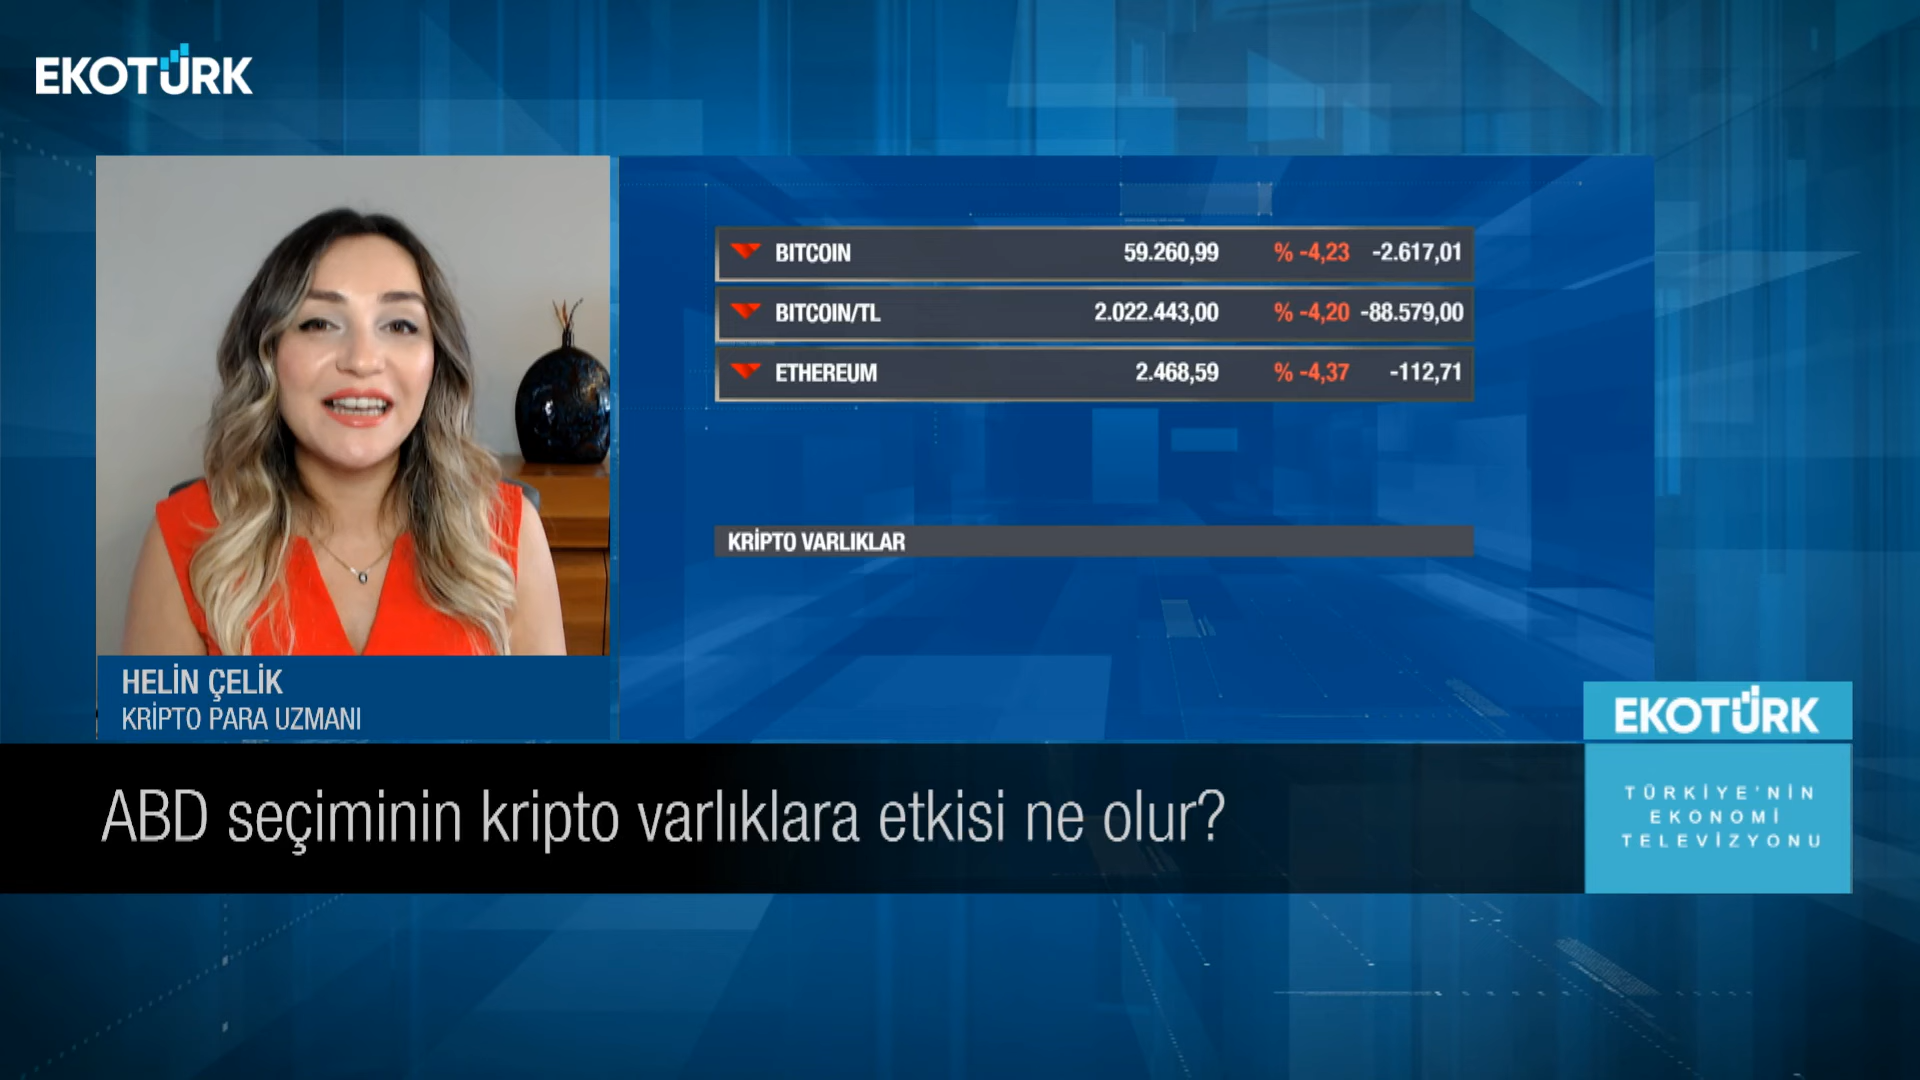 EKOTÜRK
BITCOIN 59.260,99 % -4,23 -2.617,01
BITCOIN/TL 2.022.443,00 % -4,20 -88.579,00
ETHEREUM 2.468,59 % -4,37 -112,71
KRİPTO VARLIKLAR
HELİN ÇELİK
KRİPTO PARA UZMANI
ABD seçiminin kripto varlıklara etkisi ne olur?
EKOTÜRK
TÜRKİYE'NİN
EKONOMİ
TELEVİZYONU